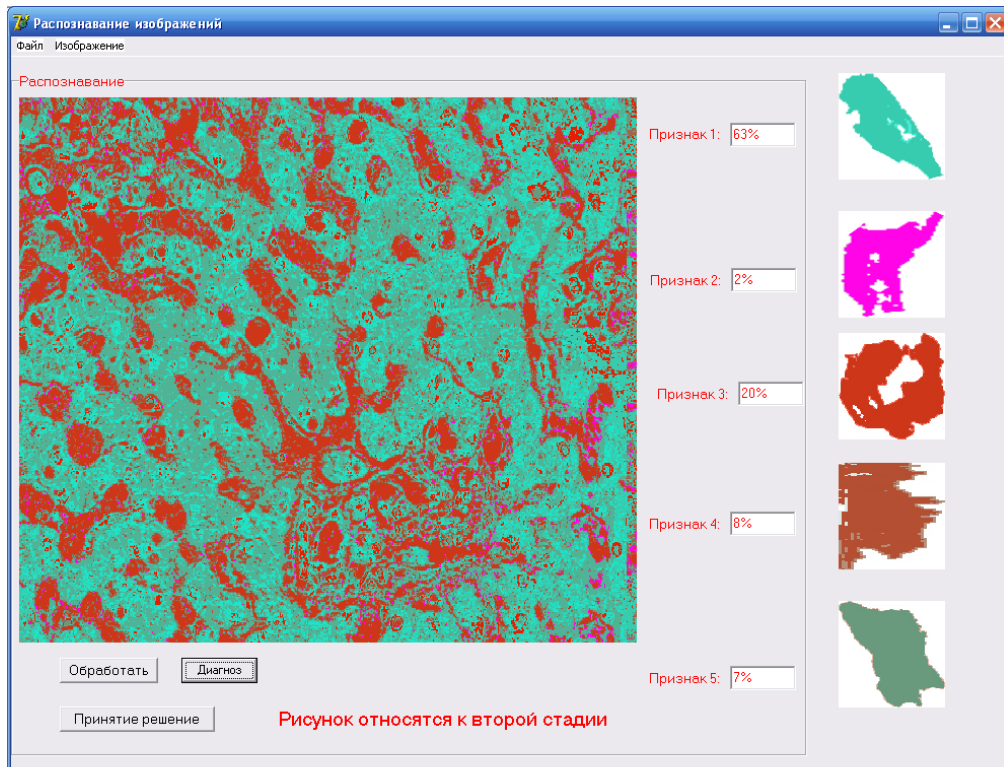 Распознавание изображений
Файл Изображение
Распознавание
Признак 1: 63%
Признак 2: 2%
Признак 3: 20%
Признак 4: 8%
Признак 5: 7%
Обработать Диагноз
Принятие решение Рисунок относятся к второй стадии